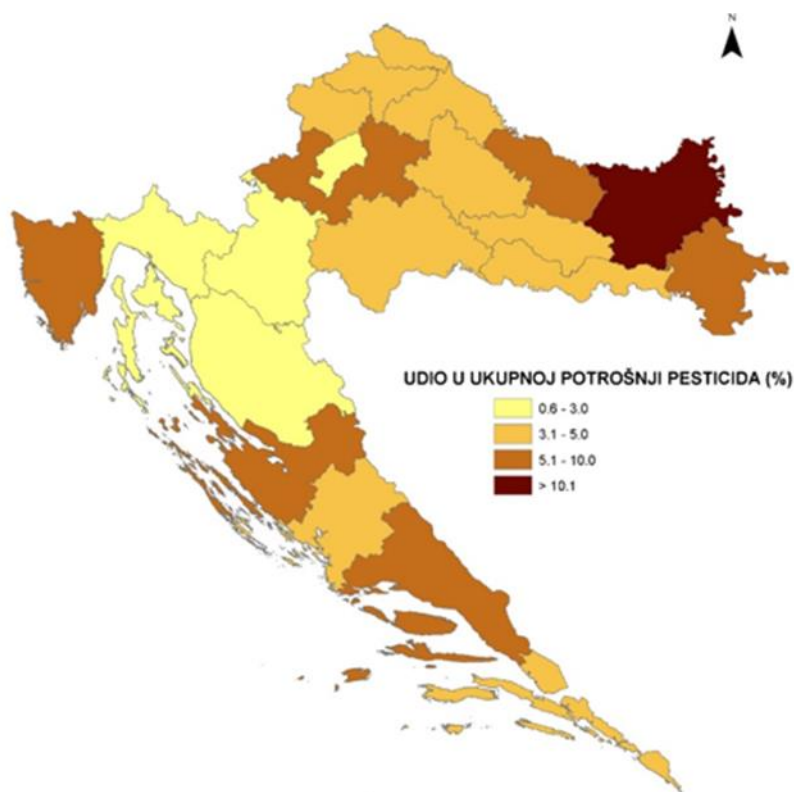 N
UDIO U UKUPNOJ POTROŠNJI PESTICIDA (%)
0.6 - 3.0
3.1 - 5.0
5.1 - 10.0
> 10.1